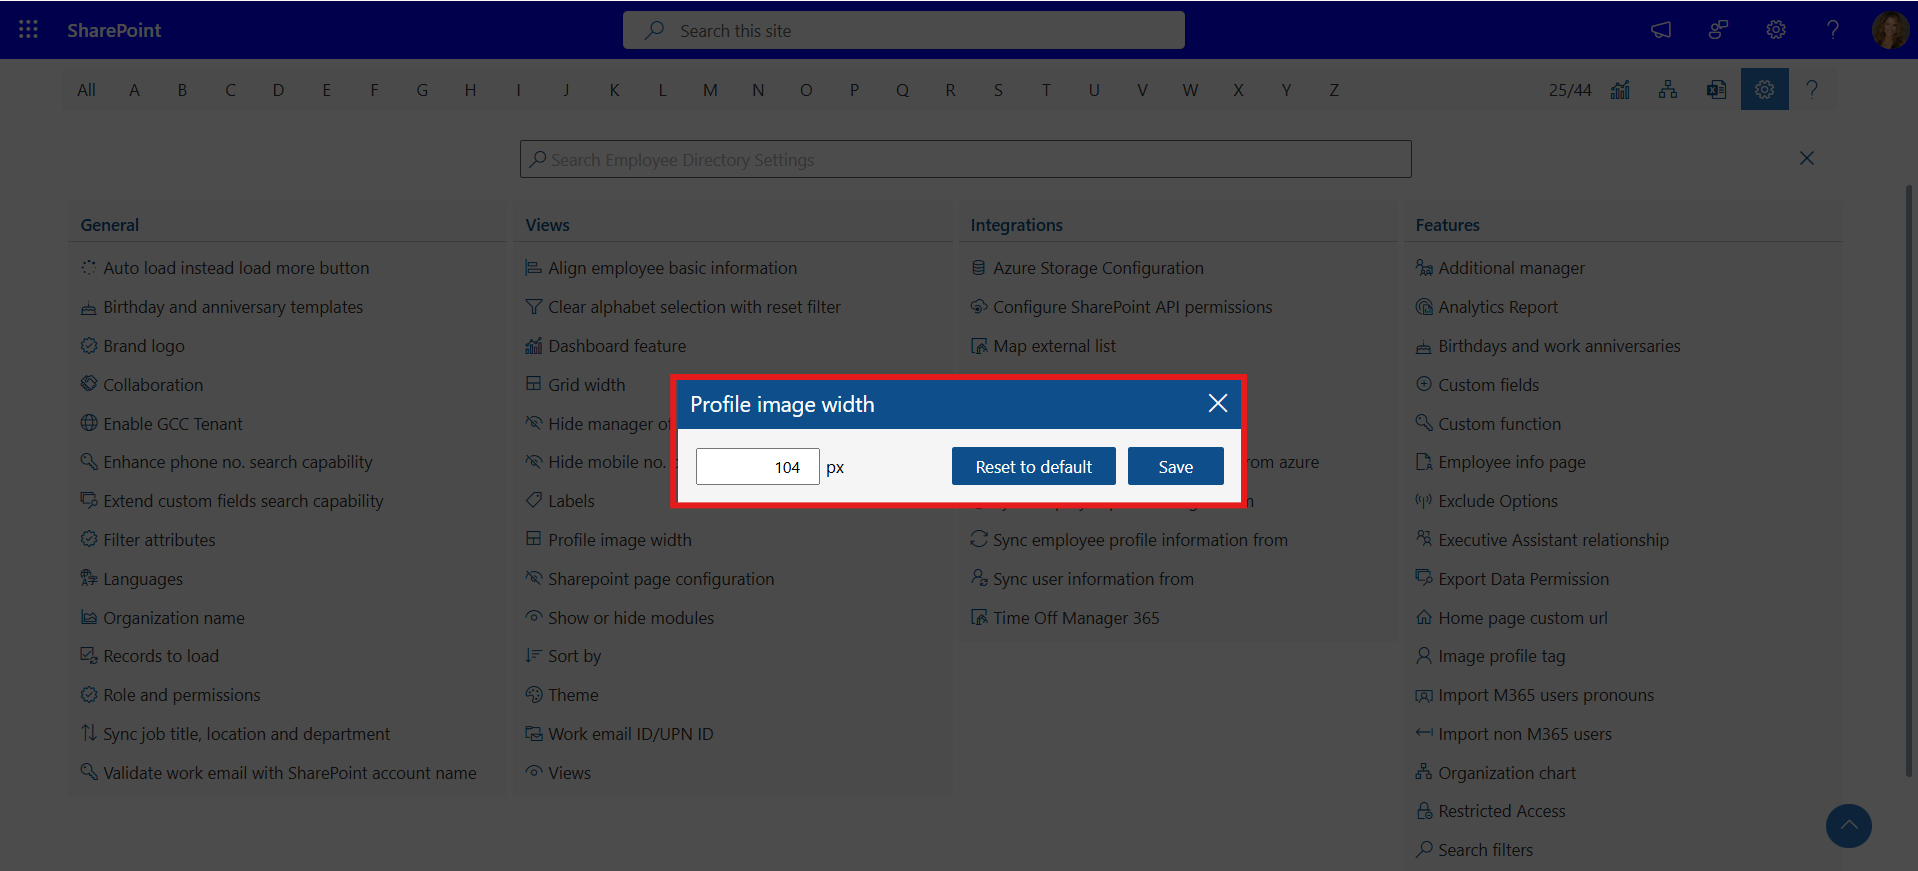 SharePoint
Search this site
All A B C D E F G H I J K L M N O P Q R S T U V W X Y Z 25/44
Search Employee Directory Settings
General
Auto load instead load more button
Birthday and anniversary templates
Brand logo
Collaboration
Enable GCC Tenant
Enhance phone no. search capability
Extend custom fields search capability
Filter attributes
Languages
Organization name
Records to load
Role and permissions
Sync job title, location and department
Validate work email with SharePoint account name
Views
Align employee basic information
Clear alphabet selection with reset filter
Dashboard feature
Grid width
Hide manager
Hide mobile no.
Labels
Profile image width
Sharepoint page configuration
Show or hide modules
Sort by
Theme
Work email ID/UPN ID
Views
Integrations
Azure Storage Configuration
Configure SharePoint API permissions
Map external list
azure
Sync employee profile information from
Sync user information from
Time Off Manager 365
Features
Additional manager
Analytics Report
Birthdays and work anniversaries
Custom fields
Custom function
Employee info page
Exclude Options
Executive Assistant relationship
Export Data Permission
Home page custom url
Image profile tag
Import M365 users pronouns
Import non M365 users
Organization chart
Restricted Access
Search filters
Profile image width
104 px
Reset to default
Save